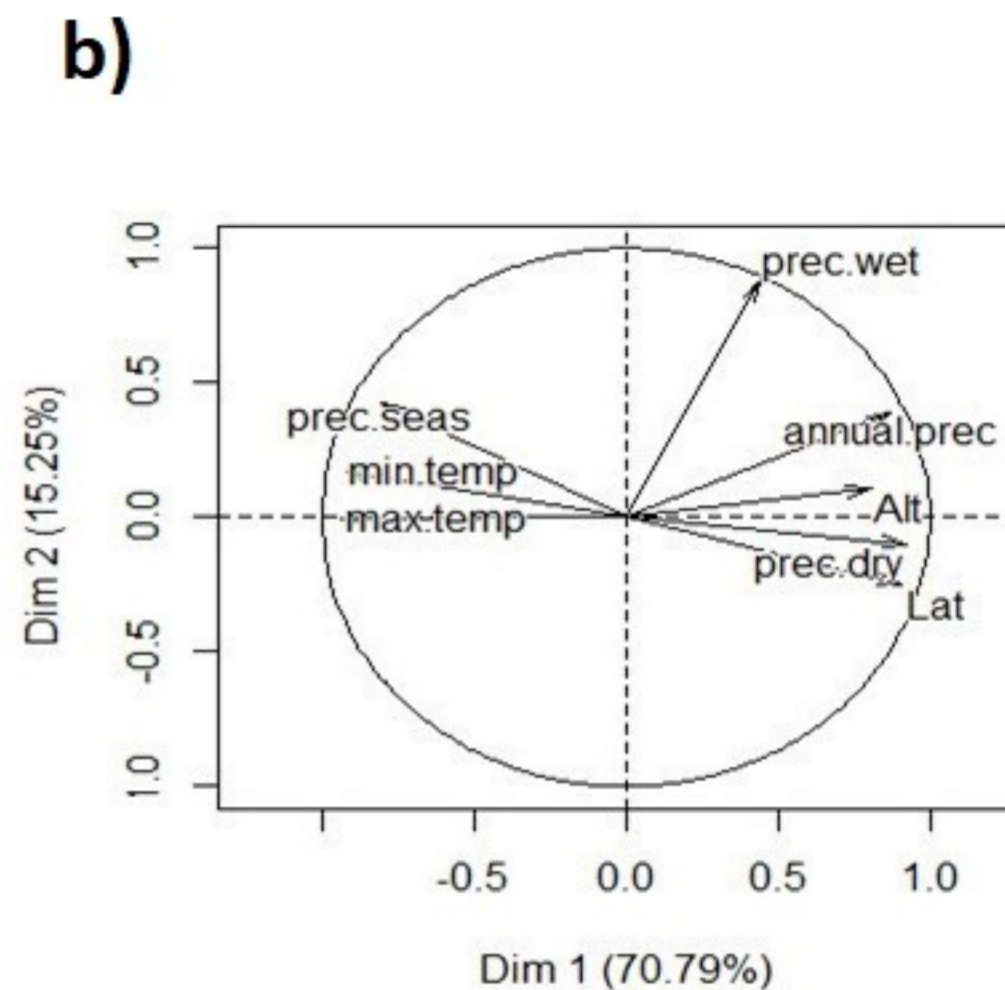 b)
1.0
prec.wet
0.5
prec.seas
annual.prec
min.temp
0.0
max.temp
Alt
prec.dry
Lat
-0.5
1.0
-0.5 0.0 0.5 1.0
Dim 1 (70.79%)
Dim 2 (15.25%)